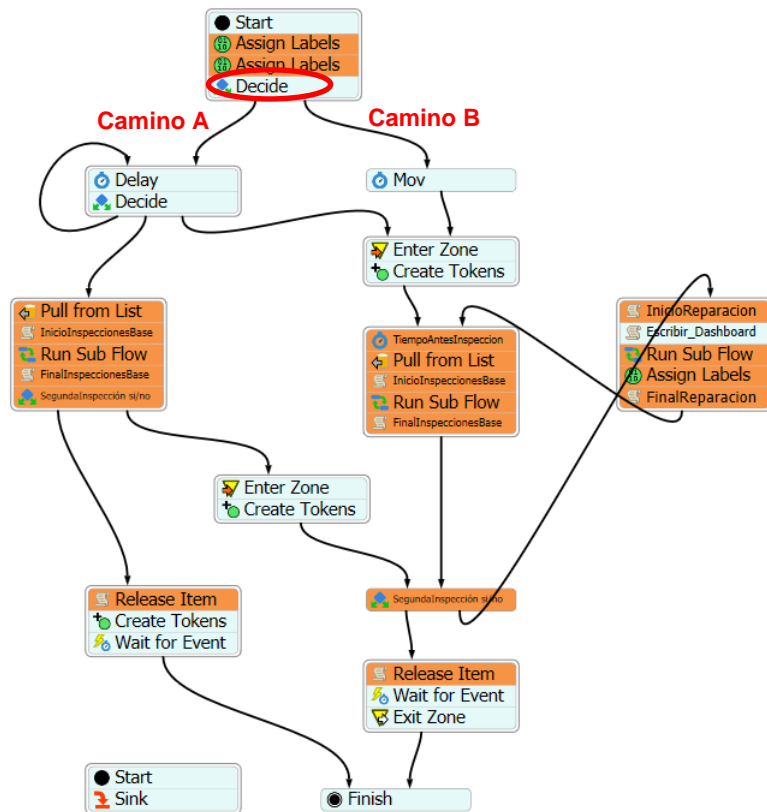 Start
Assign Labels
Assign Labels
Decide
Camino A
Camino B
Delay
Decide
Mov
Enter Zone
Create Tokens
Pull from List
InicioInspeccionesBase
Run Sub Flow
FinalInspeccionesBase
SegundaInspección si/no
TiempoAntesInspeccion
Pull from List
InicioInspeccionesBase
Run Sub Flow
FinalInspeccionesBase
InicioReparacion
Escribir_Dashboard
Run Sub Flow
Assign Labels
FinalReparacion
Enter Zone
Create Tokens
Release Item
Create Tokens
Wait for Event
SegundaInspección si/no
Release Item
Wait for Event
Exit Zone
Start
Sink
Finish